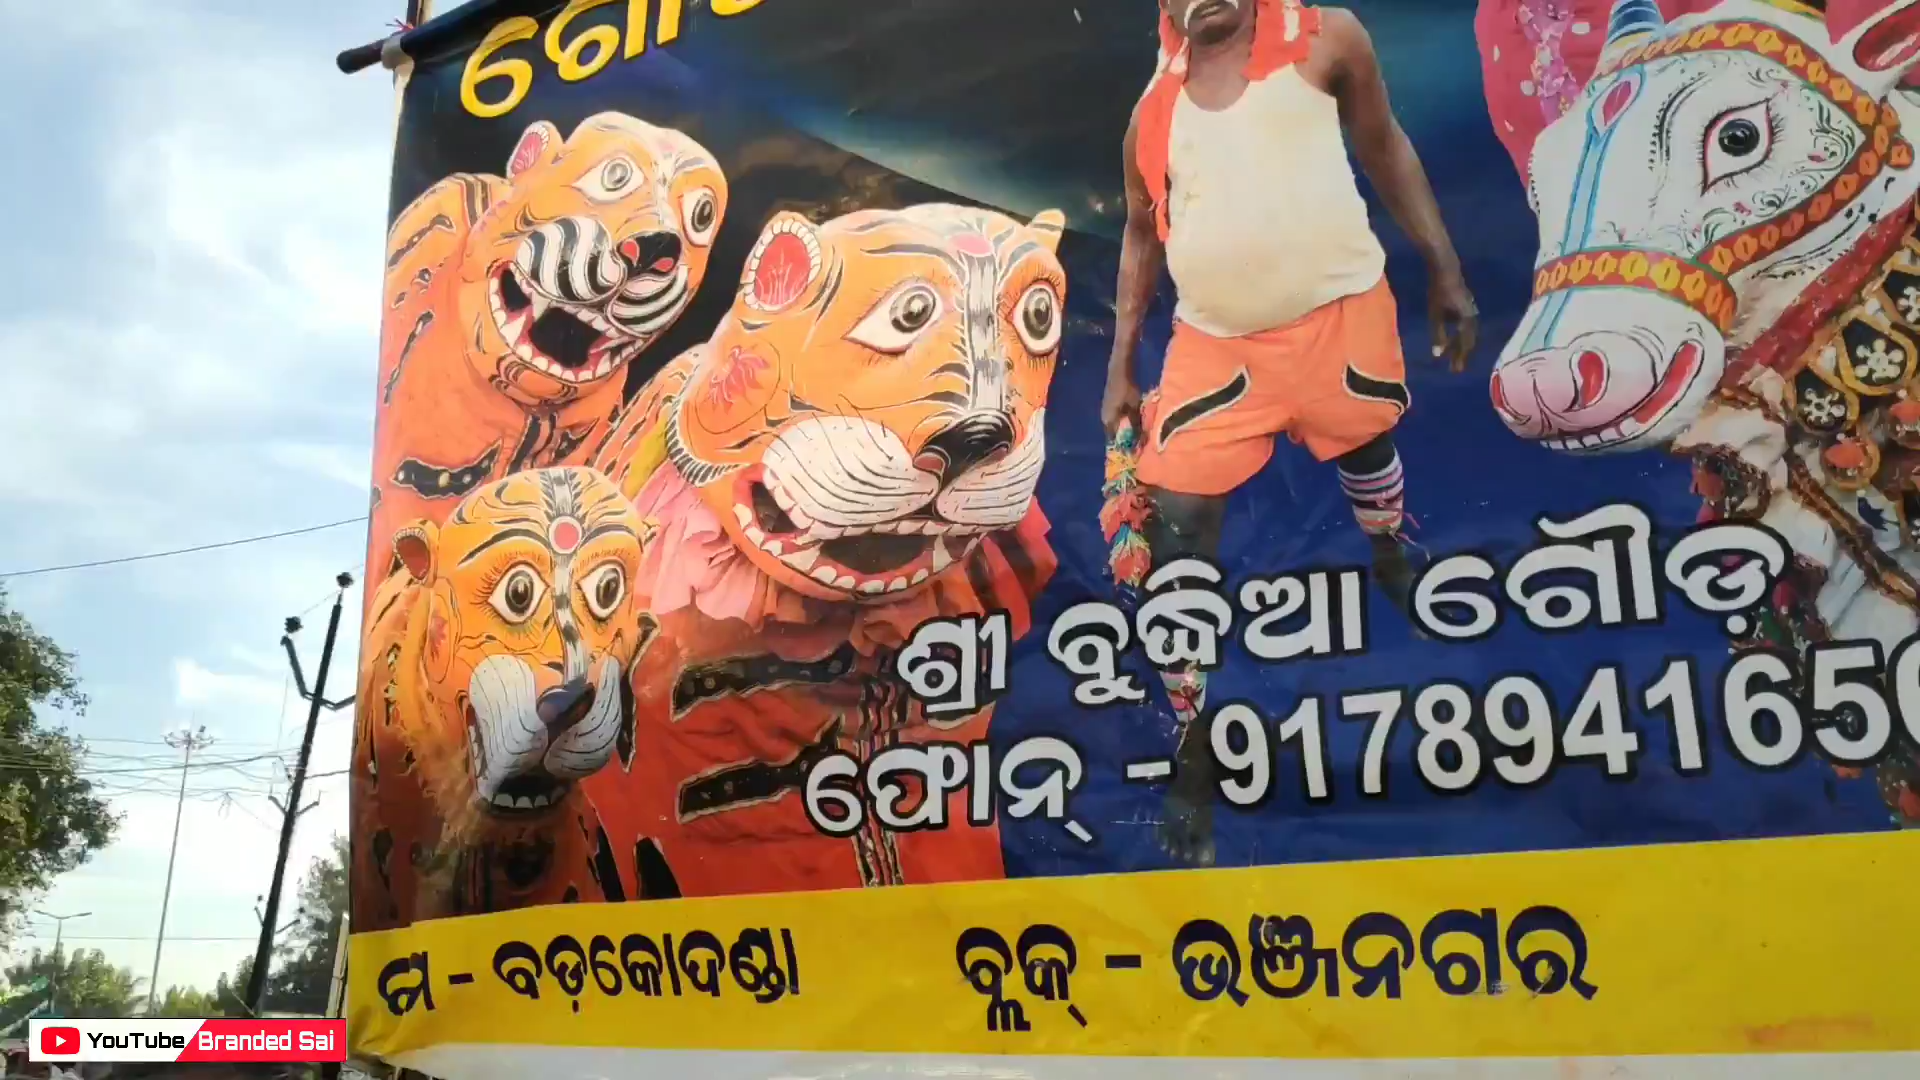 ଶ୍ରୀ ବୁଦ୍ଧିଆ ଗୌଡ଼
ଫୋନ୍ - 917894165
ଗ୍ରାମ - ବଡ଼କୋଦଣ୍ଡା ବ୍ଲକ୍ - ଭଞ୍ଜନଗର
YouTube Branded Sai